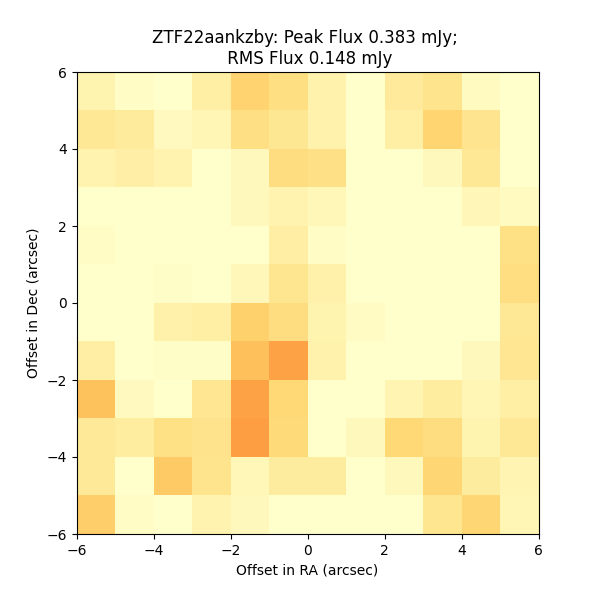 ZTF22aankzby: Peak Flux 0.383 mJy;
RMS Flux 0.148 mJy
6
4
2
0
−2
−4
−6
Offset in Dec (arcsec)
−6 −4 −2 0 2 4 6
Offset in RA (arcsec)